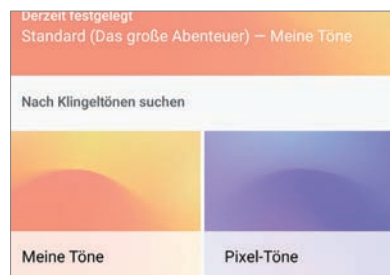 Derzeit festgelegt
Standard (Das große Abenteuer) — Meine Töne
Nach Klingeltönen suchen
Meine Töne
Pixel-Töne